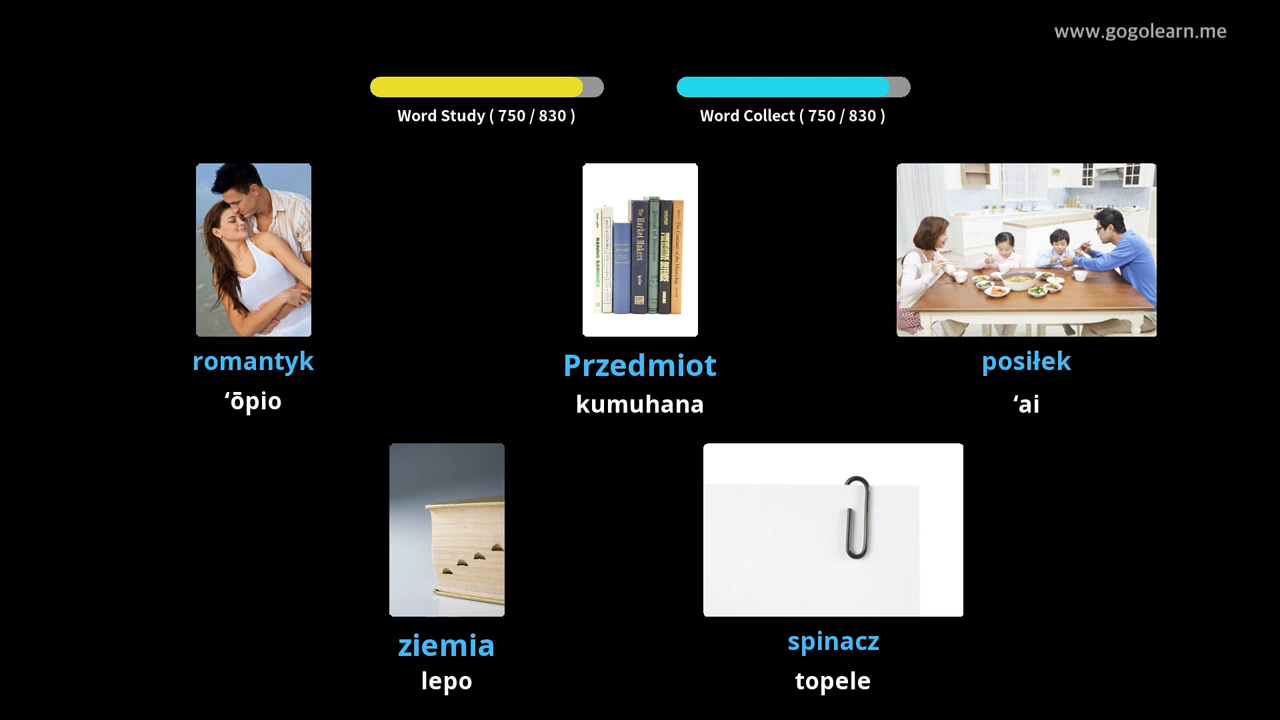 www.gogolearn.me
Word Study ( 750 / 830 )
Word Collect ( 750 / 830 )
romantyk
Przedmiot
posiłek
ʻōpio
kumuhana
ʻai
ziemia
spinacz
lepo
topele